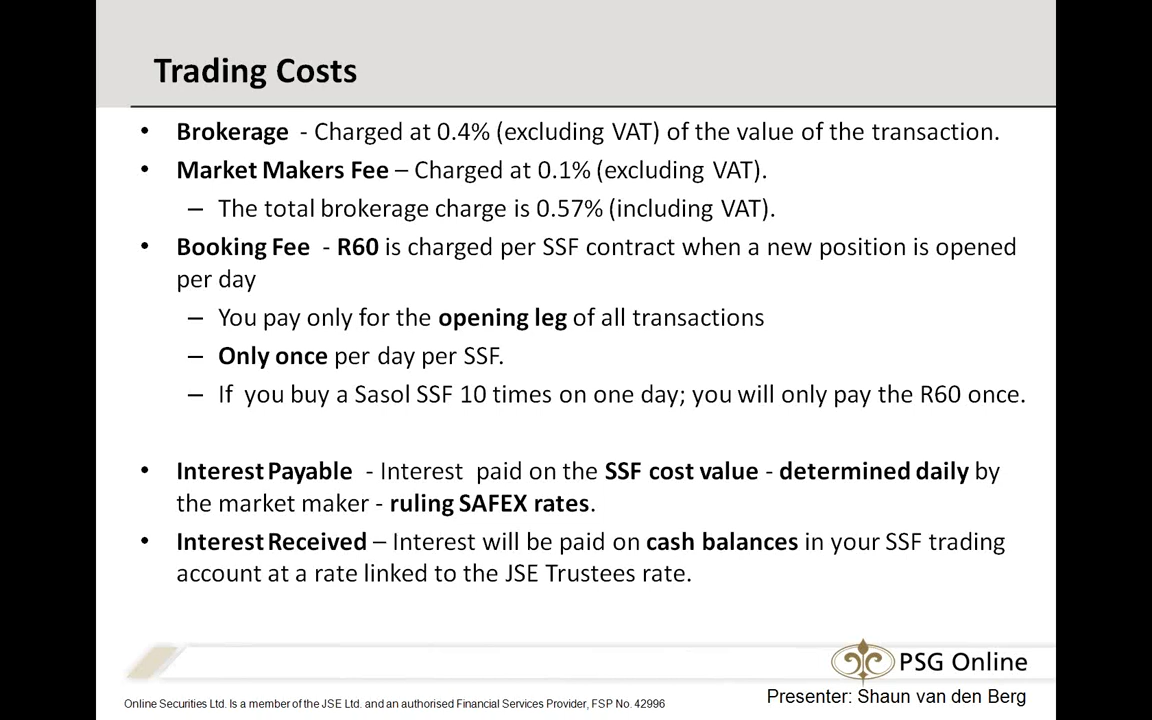 Trading Costs
• Brokerage - Charged at 0.4% (excluding VAT) of the value of the transaction.
• Market Makers Fee – Charged at 0.1% (excluding VAT).
– The total brokerage charge is 0.57% (including VAT).
• Booking Fee - R60 is charged per SSF contract when a new position is opened
per day
– You pay only for the opening leg of all transactions
– Only once per day per SSF.
– If you buy a Sasol SSF 10 times on one day; you will only pay the R60 once.
• Interest Payable - Interest paid on the SSF cost value - determined daily by
the market maker - ruling SAFEX rates.
• Interest Received – Interest will be paid on cash balances in your SSF trading
account at a rate linked to the JSE Trustees rate.
PSG Online
Presenter: Shaun van den Berg
Online Securities Ltd. Is a member of the JSE Ltd. and an authorised Financial Services Provider, FSP No. 42996